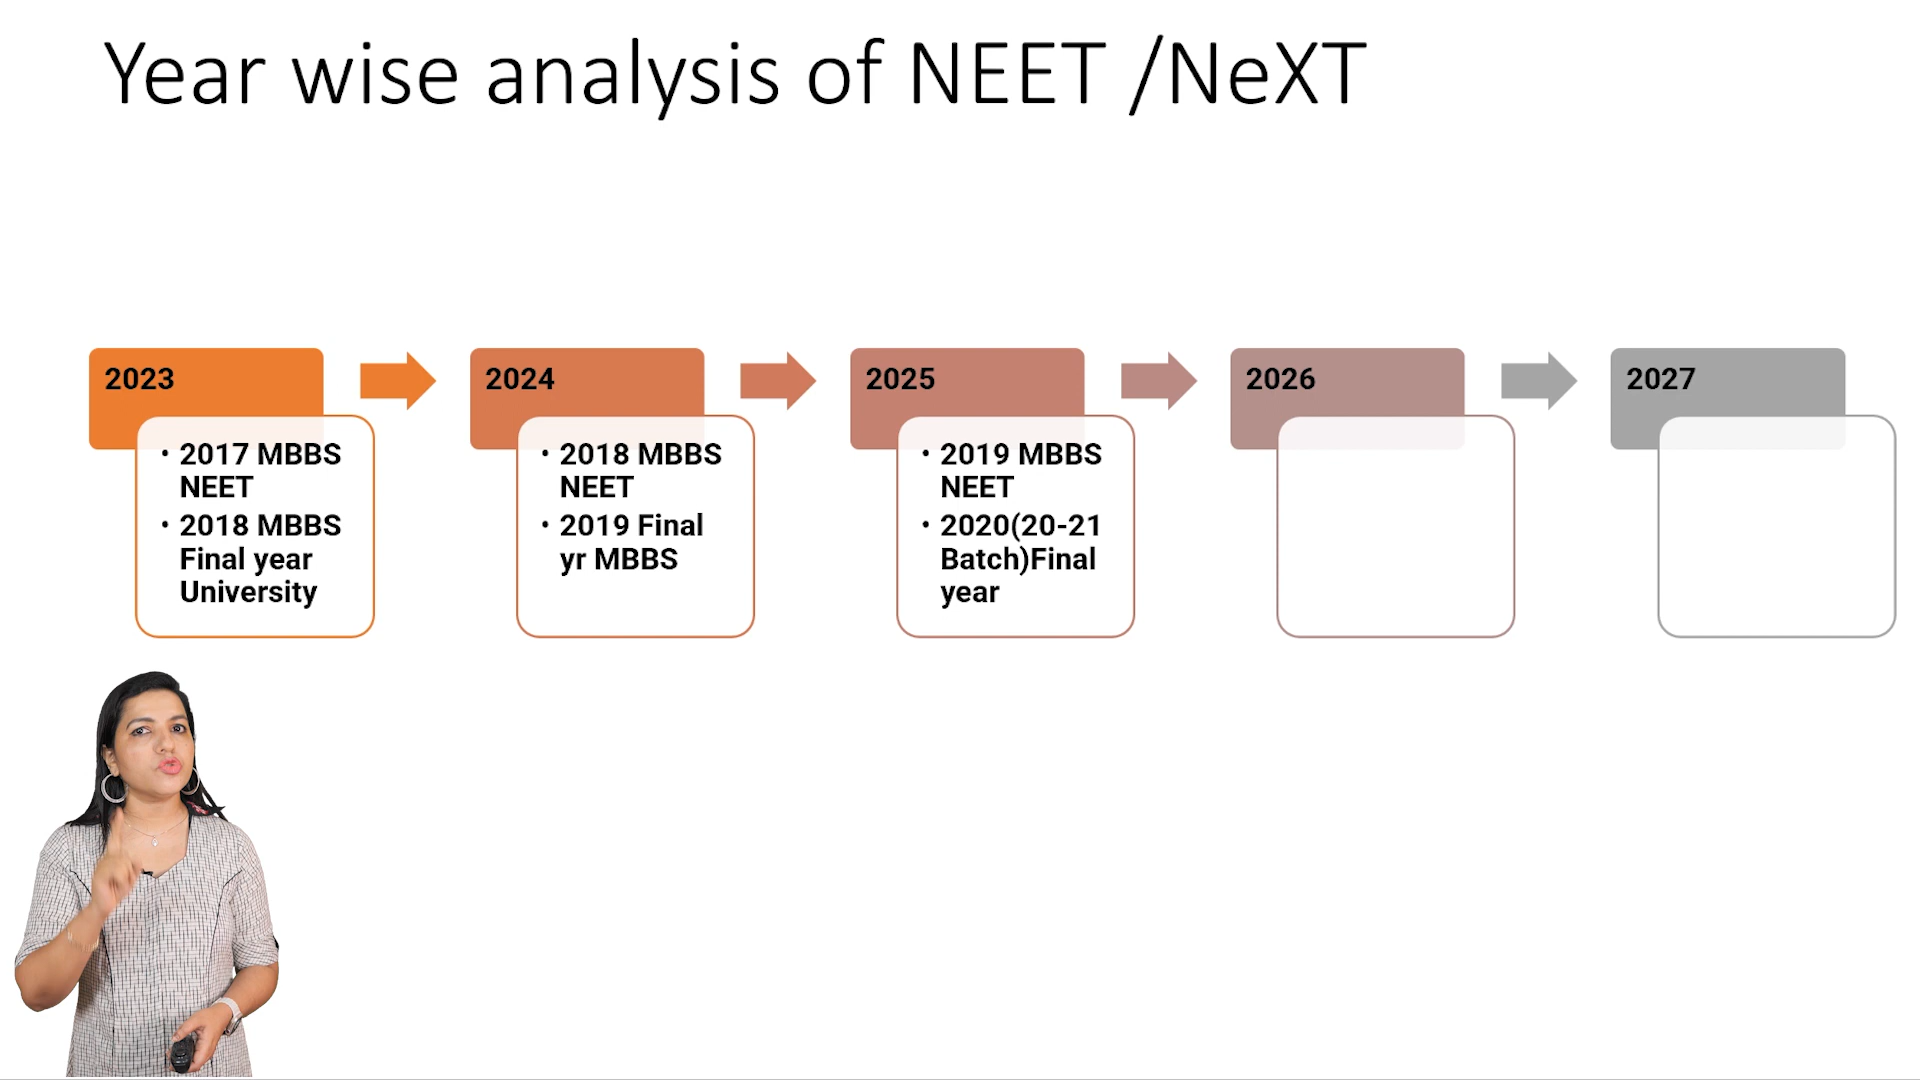 Year wise analysis of NEET /NeXT
2023
• 2017 MBBS
NEET
• 2018 MBBS
Final year
University
2024
• 2018 MBBS
NEET
• 2019 Final
yr MBBS
2025
• 2019 MBBS
NEET
• 2020(20-21
Batch)Final
year
2026
2027